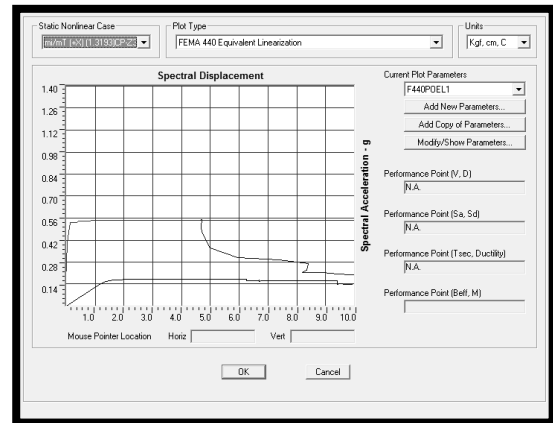 Static Nonlinear Case
Plot Type
FEMA 440 Equivalent Linearization
Units
Kgf, cm, C
Spectral Displacement
1.40
1.26
1.12
0.98
0.84
0.70
0.56
0.42
0.28
0.14
1.0 2.0 3.0 4.0 5.0 6.0 7.0 8.0 9.0 10.0
Spectral Acceleration - g
Mouse Pointer Location Horiz Vert
Current Plot Parameters
F440POEL1
Add New Parameters...
Add Copy of Parameters...
Modify/Show Parameters...
Performance Point (V, D)
N.A.
Performance Point (Sa, Sd)
N.A.
Performance Point (Tsec, Ductility)
N.A.
Performance Point (Beff, M)
OK Cancel